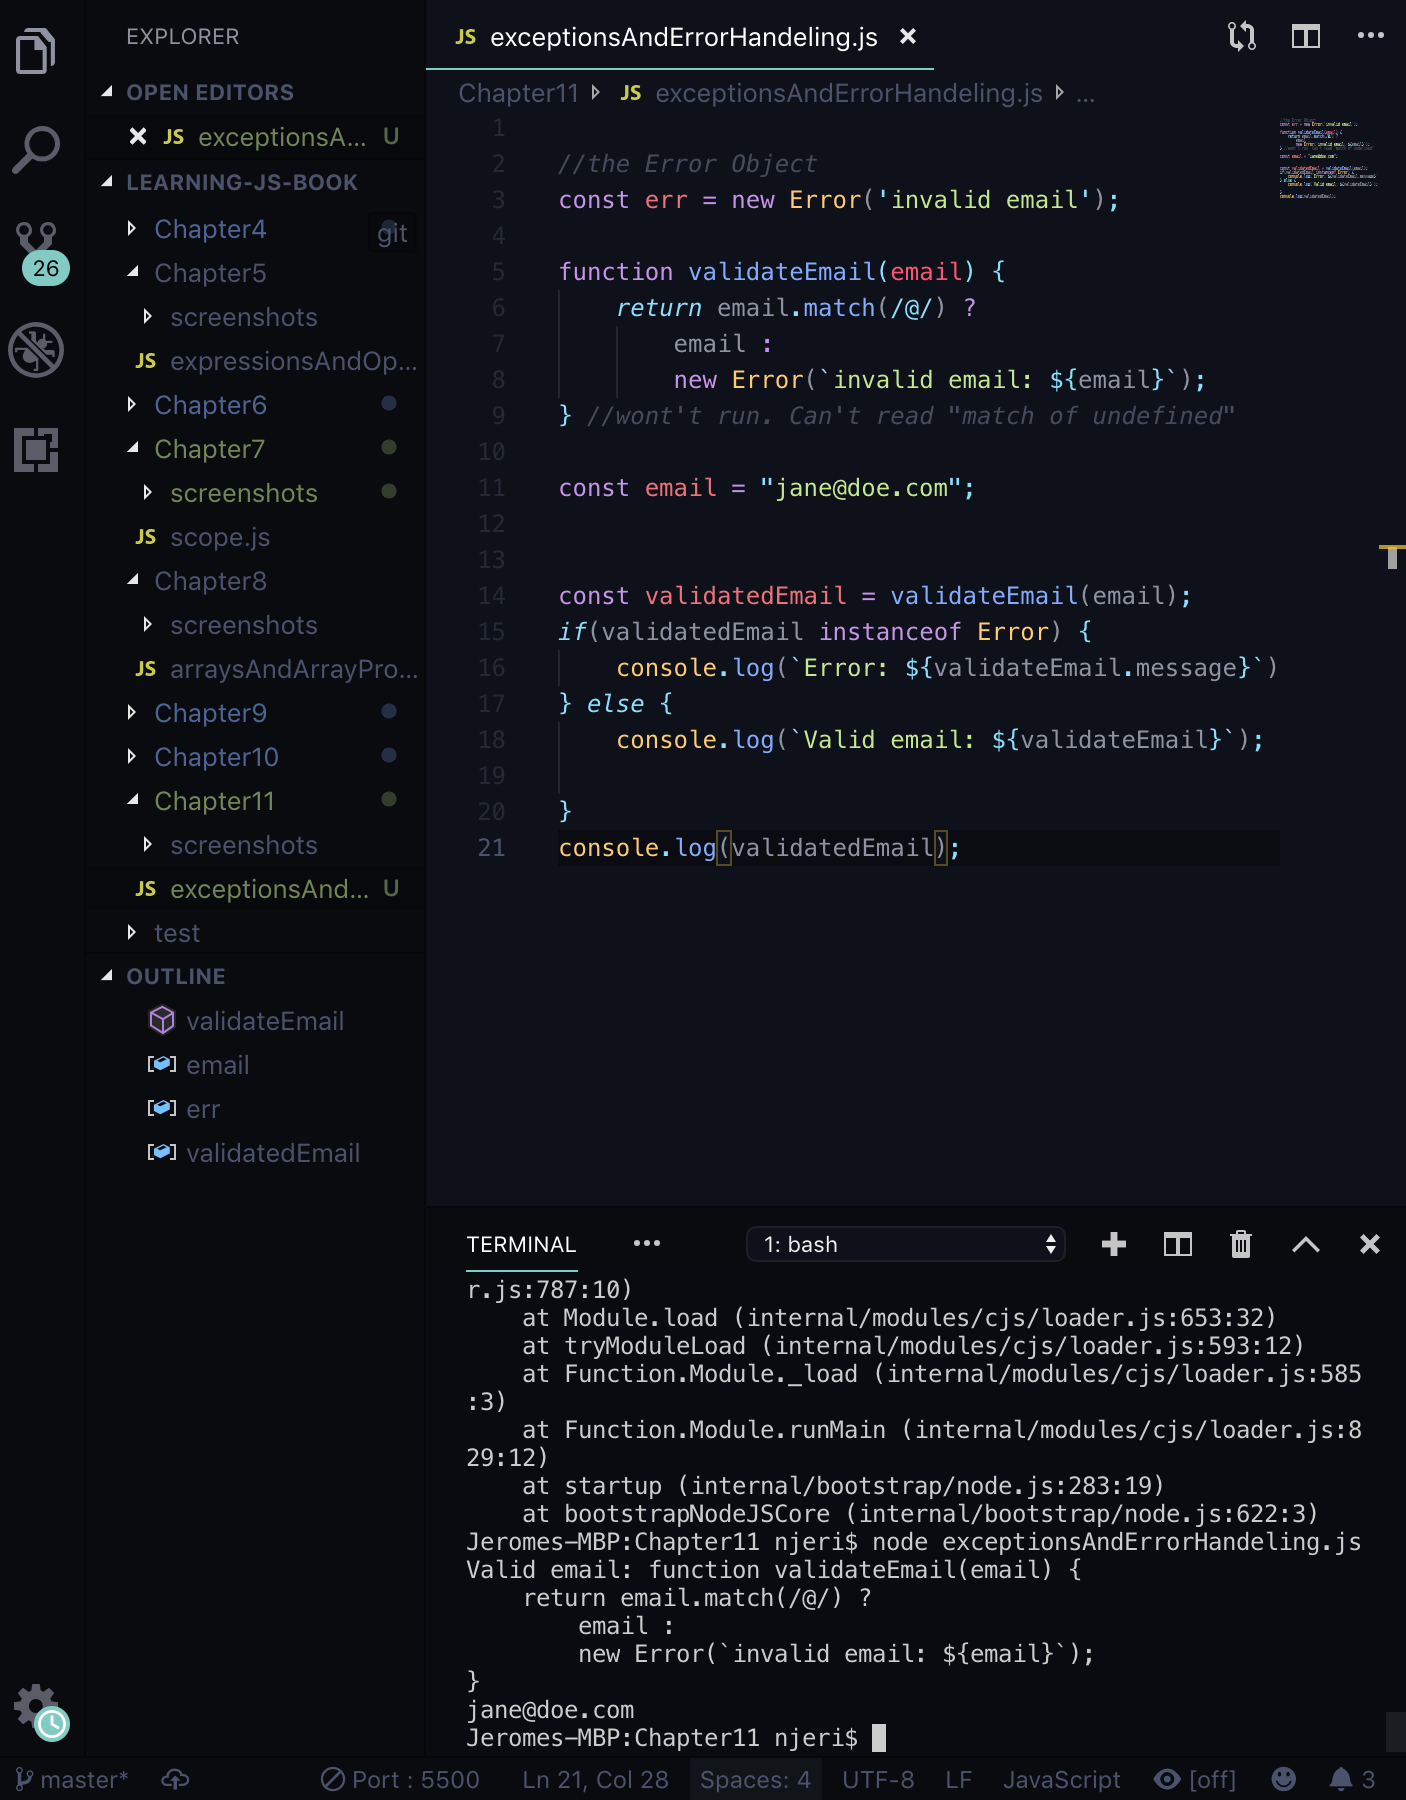 EXPLORER
OPEN EDITORS
JS exceptionsA... U
LEARNING-JS-BOOK
Chapter4
git
Chapter5
screenshots
JS expressionsAndOp...
Chapter6
Chapter7
screenshots
JS scope.js
Chapter8
screenshots
JS arraysAndArrayPro...
Chapter9
Chapter10
Chapter11
screenshots
JS exceptionsAnd... U
test
OUTLINE
validateEmail
email
err
validatedEmail
26
JS exceptionsAndErrorHandeling.js
Chapter11 JS exceptionsAndErrorHandeling.js ...
1
2 //the Error Object
3 const err = new Error('invalid email');
4
5 function validateEmail(email) {
6 return email.match(/@/) ?
7 email :
8 new Error(`invalid email: ${email}`);
9 } //wont't run. Can't read "match of undefined"
10
11 const email = "jane@doe.com";
12
13
14 const validatedEmail = validateEmail(email);
15 if(validatedEmail instanceof Error) {
16 console.log(`Error: ${validateEmail.message}`)
17 } else {
18 console.log(`Valid email: ${validateEmail}`);
19
20 }
21 console.log(validatedEmail);
TERMINAL ... 1: bash
r.js:787:10)
at Module.load (internal/modules/cjs/loader.js:653:32)
at tryModuleLoad (internal/modules/cjs/loader.js:593:12)
at Function.Module._load (internal/modules/cjs/loader.js:585
:3)
at Function.Module.runMain (internal/modules/cjs/loader.js:8
29:12)
at startup (internal/bootstrap/node.js:283:19)
at bootstrapNodeJSCore (internal/bootstrap/node.js:622:3)
Jeromes-MBP:Chapter11 njeri$ node exceptionsAndErrorHandeling.js
Valid email: function validateEmail(email) {
return email.match(/@/) ?
email :
new Error(`invalid email: ${email}`);
}
jane@doe.com
Jeromes-MBP:Chapter11 njeri$
master* Port : 5500 Ln 21, Col 28 Spaces: 4 UTF-8 LF JavaScript [off] 3